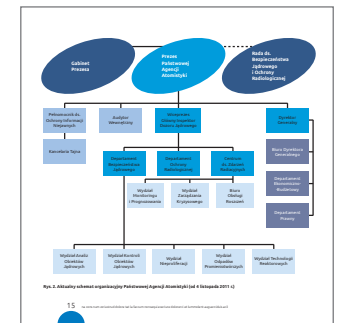 Gabinet
Prezesa
Prezes
Państwowej
Agencji
Atomistyki
Rada ds.
Bezpieczeństwa
Jądrowego
i Ochrony
Radiologicznej
Pełnomocnik ds.
Ochrony Informacji
Niejawnych
Audytor
Wewnętrzny
Wiceprezes
Główny Inspektor
Dozoru Jądrowego
Dyrektor
Generalny
Kancelaria Tajna
Departament
Bezpieczeństwa
Jądrowego
Departament
Ochrony
Radiologicznej
Centrum
ds. Zdarzeń
Radiacyjnych
Biuro Dyrektora
Generalnego
Wydział
Monitoringu
i Prognozowania
Wydział
Zarządzania
Kryzysowego
Biuro
Obsługi
Roszczeń
Departament
Ekonomiczno-
Budżetowy
Departament
Prawny
Wydział Analiz
Obiektów
Jądrowych
Wydział Kontroli
Obiektów
Jądrowych
Wydział
Nieproliferacji
Wydział
Odpadów
Promieniotwórczych
Wydział Technologii
Reaktorowych
Rys. 2. Aktualny schemat organizacyjny Państwowej Agencji Atomistyki (od 4 listopada 2011 r.)
15